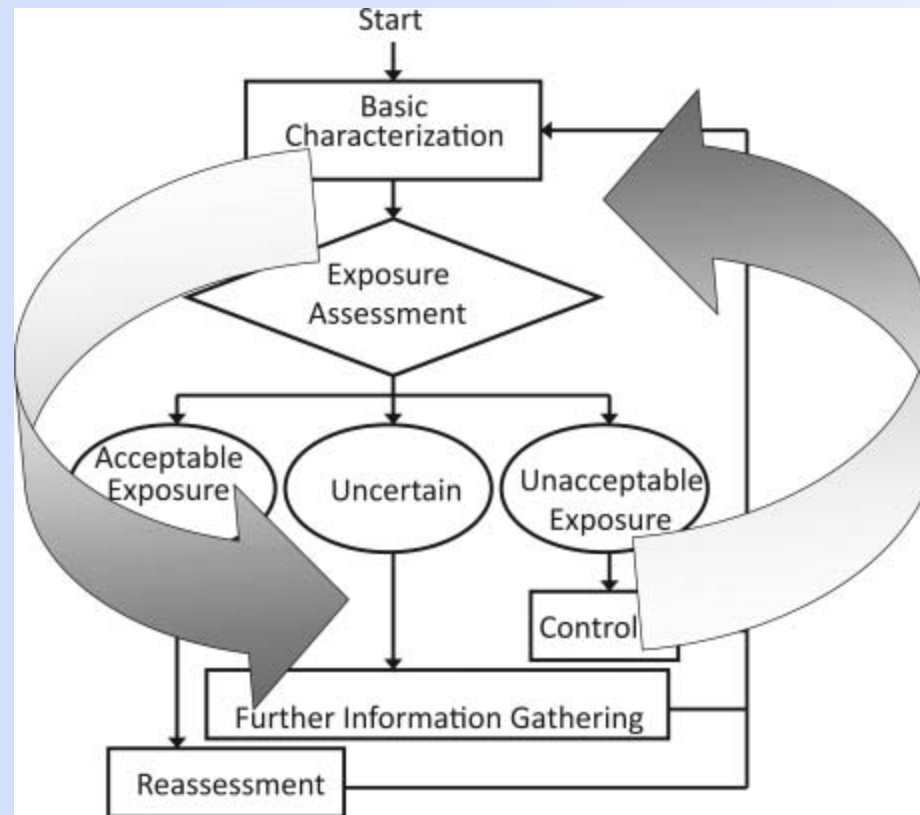 Start
Basic
Characterization
Exposure
Assessment
Acceptable
Exposure
Uncertain
Unacceptable
Exposure
Control
Further Information Gathering
Reassessment